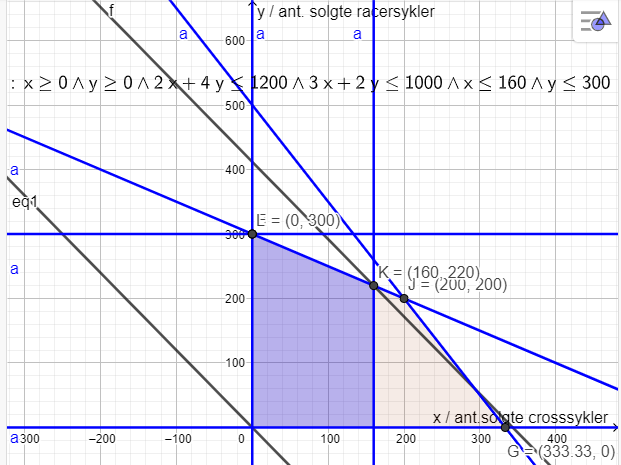 f
y / ant. solgte racersykler
a
a
a
600
: x ≥ 0 ∧ y ≥ 0 ∧ 2 x + 4 y ≤ 1200 ∧ 3 x + 2 y ≤ 1000 ∧ x ≤ 160 ∧ y ≤ 300
500
a
400
eq1
E = (0, 300)
300
a
K = (160, 220)
J = (200, 200)
200
100
x / ant.solgte crosssykler
a
300
−200
−100
0
100
200
300
400
G = (333.33, 0)